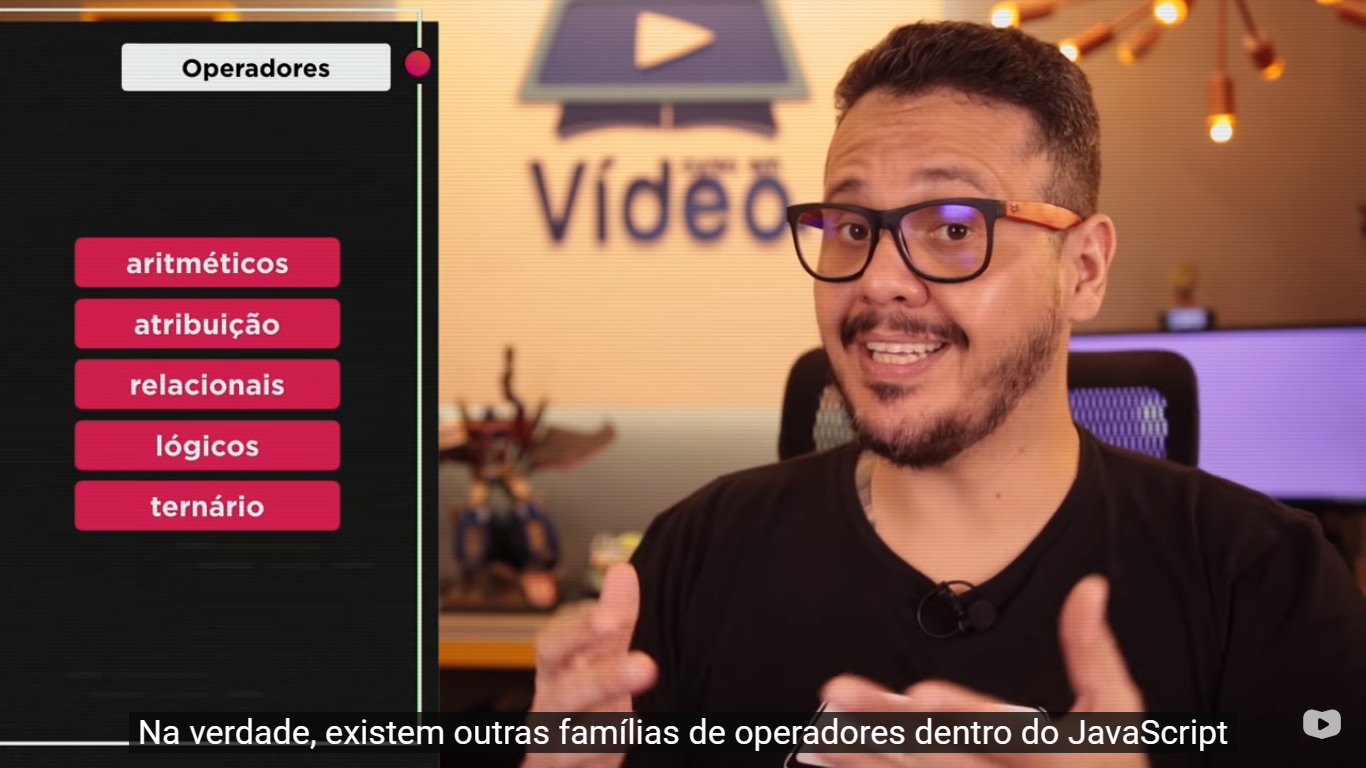 Operadores
aritméticos
atribuição
relacionais
lógicos
ternário
Vídeo
Na verdade, existem outras famílias de operadores dentro do JavaScript